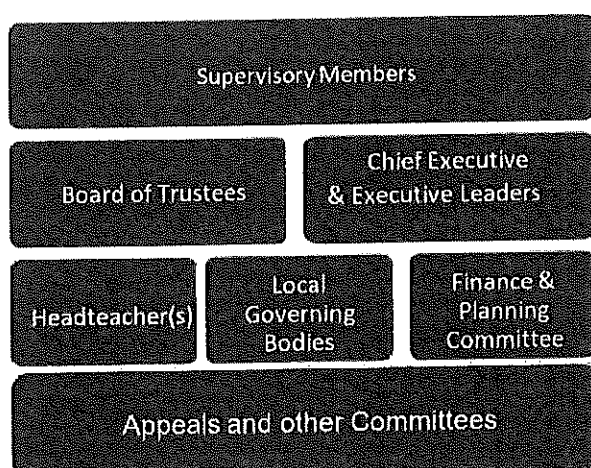 Supervisory Members
Board of Trustees
Chief Executive
& Executive Leaders
Headteacher(s)
Local
Governing
Bodies
Finance &
Planning
Committee
Appeals and other Committees